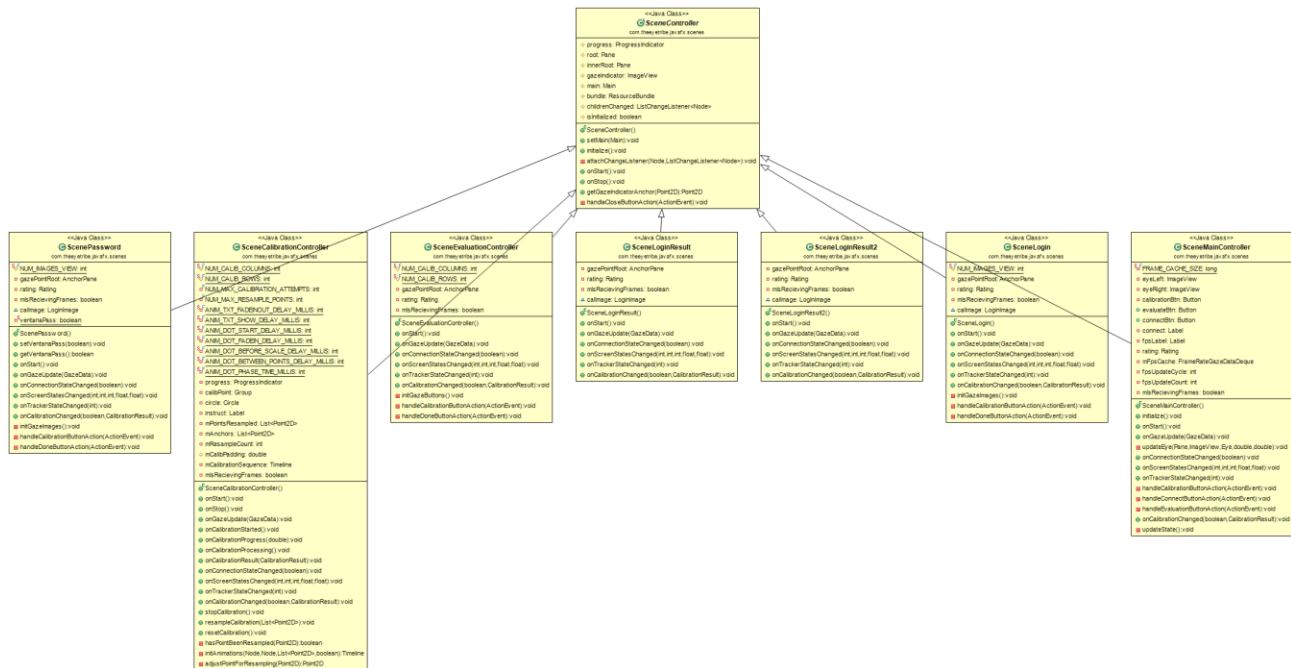 <<Java Class>>
SceneController
com.theeyetribe.javafx.scenes
progress: ProgressIndicator
root: Pane
innerRoot: Pane
gazeIndicator: ImageView
main: Main
bundle: ResourceBundle
childrenChanged: ListChangeListener<Node>
isInitialized: boolean
SceneController()
setMain(Main):void
initialize():void
attachChangeListener(Node,ListChangeListener<Node>):void
onStart():void
onStop():void
getGazeIndicatorAnchor(Point2D):Point2D
handleCloseButtonAction(ActionEvent):void
<<Java Class>>
ScenePassword
com.theeyetribe.javafx.scenes
NUM_IMAGES_VIEW: int
gazePointRoot: AnchorPane
rating: Rating
mIsRecievingFrames: boolean
calImage: LoginImage
ventanaPass: boolean
ScenePassword()
setVentanaPass(boolean):void
getVentanaPass():boolean
onStart():void
onGazeUpdate(GazeData):void
onConnectionStateChanged(boolean):void
onScreenStatesChanged(int,int,int,float,float):void
onTrackerStateChanged(int):void
onCalibrationChanged(boolean,CalibrationResult):void
initGazeImages():void
handleCalibrationButtonAction(ActionEvent):void
handleDoneButtonAction(ActionEvent):void
<<Java Class>>
SceneCalibrationController
com.theeyetribe.javafx.scenes
NUM_CALIB_COLUMNS: int
NUM_CALIB_ROWS: int
NUM_MAX_CALIBRATION_ATTEMPTS: int
NUM_MAX_RESAMPLE_POINTS: int
ANIM_TXT_FADEINOUT_DELAY_MILLIS: int
ANIM_TXT_SHOW_DELAY_MILLIS: int
ANIM_DOT_START_DELAY_MILLIS: int
ANIM_DOT_FADEIN_DELAY_MILLIS: int
ANIM_DOT_BEFORE_SCALE_DELAY_MILLIS: int
ANIM_DOT_BETWEEN_POINTS_DELAY_MILLIS: int
ANIM_DOT_PHASE_TIME_MILLIS: int
progress: ProgressIndicator
calibPoint: Group
circle: Circle
instruct: Label
mPointsResampled: List<Point2D>
mAnchors: List<Point2D>
mResampleCount: int
mCalibPadding: double
mCalibrationSequence: Timeline
mIsRecievingFrames: boolean
SceneCalibrationController()
onStart():void
onStop():void
onGazeUpdate(GazeData):void
onCalibrationStarted():void
onCalibrationProgress(double):void
onCalibrationProcessing():void
onCalibrationResult(CalibrationResult):void
onConnectionStateChanged(boolean):void
onScreenStatesChanged(int,int,int,float,float):void
onTrackerStateChanged(int):void
onCalibrationChanged(boolean,CalibrationResult):void
stopCalibration():void
resampleCalibration(List<Point2D>):void
resetCalibration():void
hasPointBeenResampled(Point2D):boolean
initAnimations(Node,Node,List<Point2D>,boolean):Timeline
adjustPointForResampling(Point2D):Point2D
<<Java Class>>
SceneEvaluationController
com.theeyetribe.javafx.scenes
NUM_CALIB_COLUMNS: int
NUM_CALIB_ROWS: int
gazePointRoot: AnchorPane
rating: Rating
mIsRecievingFrames: boolean
SceneEvaluationController()
onStart():void
onGazeUpdate(GazeData):void
onConnectionStateChanged(boolean):void
onScreenStatesChanged(int,int,int,float,float):void
onTrackerStateChanged(int):void
onCalibrationChanged(boolean,CalibrationResult):void
initGazeButtons():void
handleCalibrationButtonAction(ActionEvent):void
handleDoneButtonAction(ActionEvent):void
<<Java Class>>
SceneLoginResult
com.theeyetribe.javafx.scenes
gazePointRoot: AnchorPane
rating: Rating
mIsRecievingFrames: boolean
calImage: LoginImage
SceneLoginResult()
onStart():void
onGazeUpdate(GazeData):void
onConnectionStateChanged(boolean):void
onScreenStatesChanged(int,int,int,float,float):void
onTrackerStateChanged(int):void
onCalibrationChanged(boolean,CalibrationResult):void
<<Java Class>>
SceneLoginResult2
com.theeyetribe.javafx.scenes
gazePointRoot: AnchorPane
rating: Rating
mIsRecievingFrames: boolean
calImage: LoginImage
SceneLoginResult2()
onStart():void
onGazeUpdate(GazeData):void
onConnectionStateChanged(boolean):void
onScreenStatesChanged(int,int,int,float,float):void
onTrackerStateChanged(int):void
onCalibrationChanged(boolean,CalibrationResult):void
<<Java Class>>
SceneLogin
com.theeyetribe.javafx.scenes
NUM_IMAGES_VIEW: int
gazePointRoot: AnchorPane
rating: Rating
mIsRecievingFrames: boolean
calImage: LoginImage
SceneLogin()
onStart():void
onGazeUpdate(GazeData):void
onConnectionStateChanged(boolean):void
onScreenStatesChanged(int,int,int,float,float):void
onTrackerStateChanged(int):void
onCalibrationChanged(boolean,CalibrationResult):void
initGazeImages():void
handleCalibrationButtonAction(ActionEvent):void
handleDoneButtonAction(ActionEvent):void
<<Java Class>>
SceneMainController
com.theeyetribe.javafx.scenes
FRAME_CACHE_SIZE: long
eyeLeft: ImageView
eyeRight: ImageView
calibrationBtn: Button
evaluateBtn: Button
connectBtn: Button
connect: Label
fpsLabel: Label
rating: Rating
mFpsCache: FrameRateGazeDataDeque
fpsUpdateCycle: int
fpsUpdateCount: int
mIsRecievingFrames: boolean
SceneMainController()
initialize():void
onStart():void
onGazeUpdate(GazeData):void
updateEye(Pane,ImageView,Eye,double,double):void
onConnectionStateChanged(boolean):void
onScreenStatesChanged(int,int,int,float,float):void
onTrackerStateChanged(int):void
handleCalibrationButtonAction(ActionEvent):void
handleConnectButtonAction(ActionEvent):void
handleEvaluationButtonAction(ActionEvent):void
onCalibrationChanged(boolean,CalibrationResult):void
updateState():void